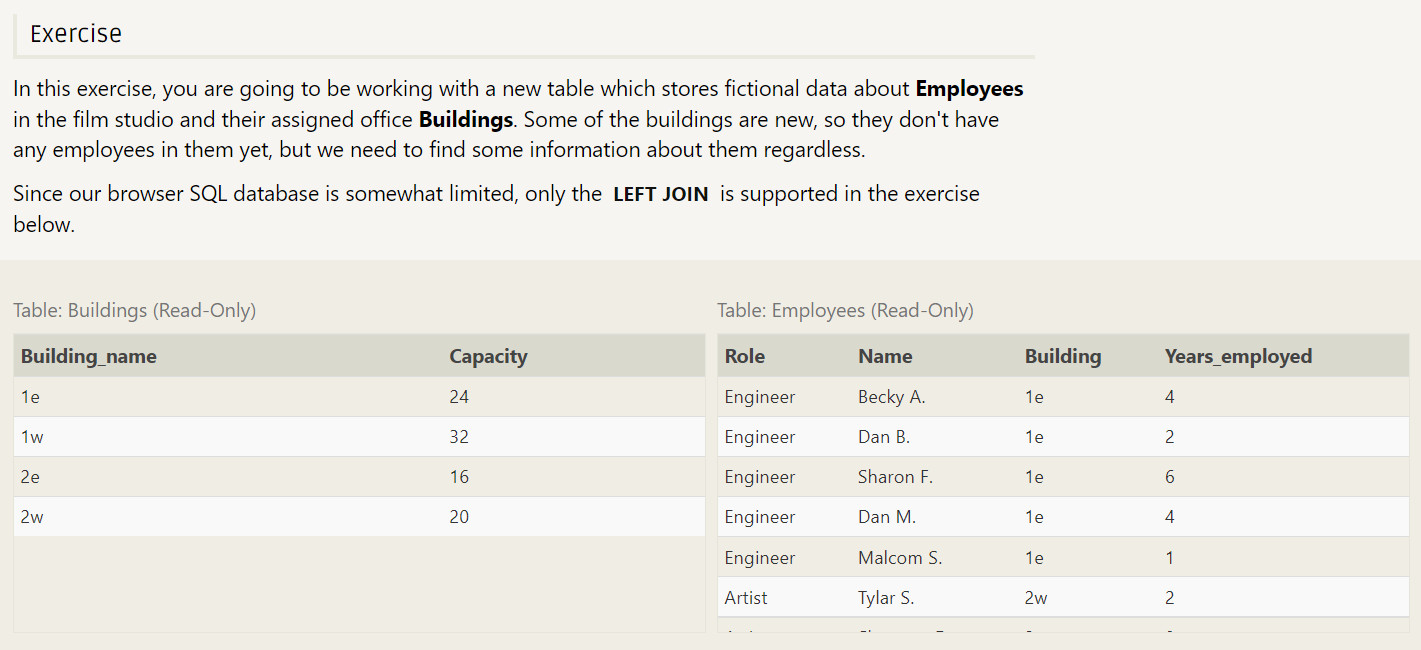 Exercise
In this exercise, you are going to be working with a new table which stores fictional data about Employees
in the film studio and their assigned office Buildings. Some of the buildings are new, so they don't have
any employees in them yet, but we need to find some information about them regardless.
Since our browser SQL database is somewhat limited, only the LEFT JOIN is supported in the exercise
below.
Table: Buildings (Read-Only)
Building_name Capacity
1e 24
1w 32
2e 16
2w 20
Table: Employees (Read-Only)
Role Name Building Years_employed
Engineer Becky A. 1e 4
Engineer Dan B. 1e 2
Engineer Sharon F. 1e 6
Engineer Dan M. 1e 4
Engineer Malcom S. 1e 1
Artist Tylar S. 2w 2